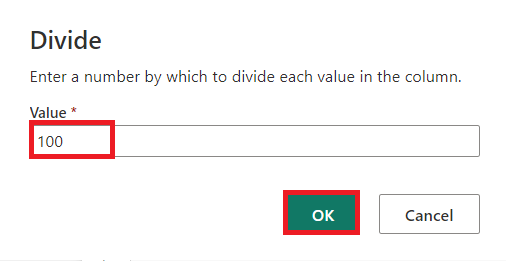 Divide
Enter a number by which to divide each value in the column.
Value *
100
OK
Cancel